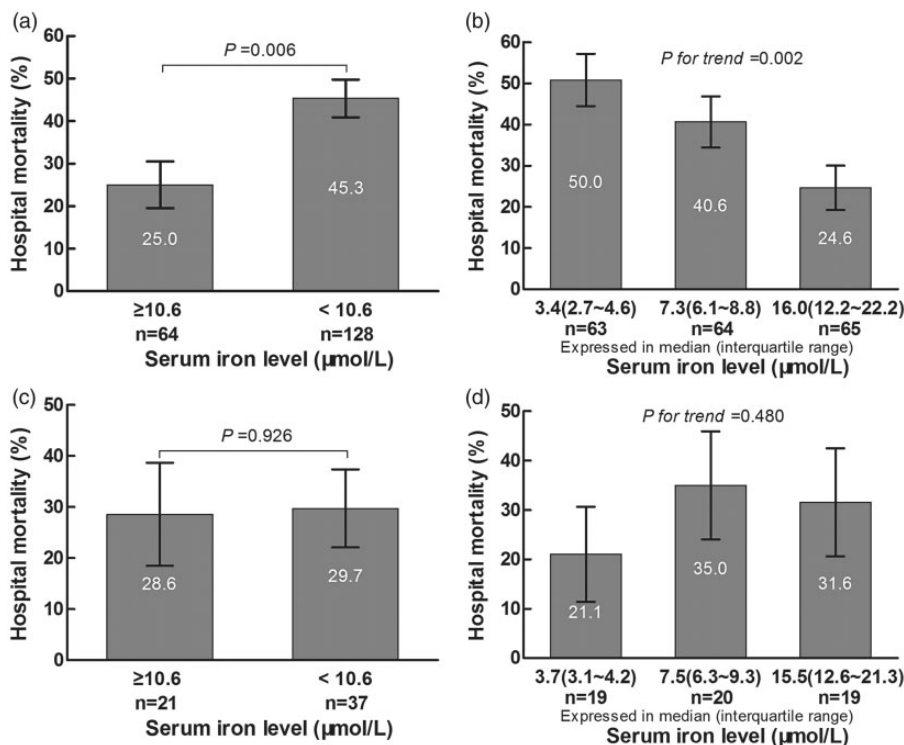 (a)
Hospital mortality (%)
60
50
40
30
20
10
0
P =0.006
25.0
45.3
≥10.6
< 10.6
n=64
n=128
Serum iron level (µmol/L)
(b)
Hospital mortality (%)
60
50
40
30
20
10
0
P for trend =0.002
50.0
40.6
24.6
3.4(2.7~4.6) 7.3(6.1~8.8) 16.0(12.2~22.2)
n=63 n=64 n=65
Expressed in median (interquartile range)
Serum iron level (µmol/L)
(c)
Hospital mortality (%)
50
40
30
20
10
0
P =0.926
28.6
29.7
≥10.6
< 10.6
n=21
n=37
Serum iron level (µmol/L)
(d)
Hospital mortality (%)
50
40
30
20
10
0
P for trend =0.480
21.1
35.0
31.6
3.7(3.1~4.2) 7.5(6.3~9.3) 15.5(12.6~21.3)
n=19 n=20 n=19
Expressed in median (interquartile range)
Serum iron level (µmol/L)